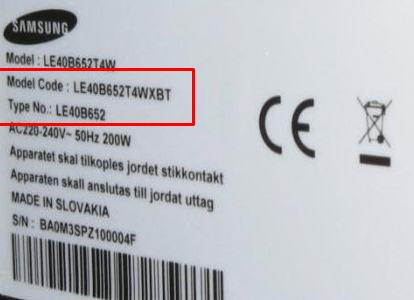 SAMSUNG
Model : LE40B652T4W
Model Code : LE40B652T4WXBT
Type No.: LE40B652
AC220-240V~ 50Hz 200W
Apparatet skal tilkoples jordet stikkontakt
Apparaten skall anslutas till jordat uttag
MADE IN SLOVAKIA
S/N : BA0M3SPZ100004F
CE